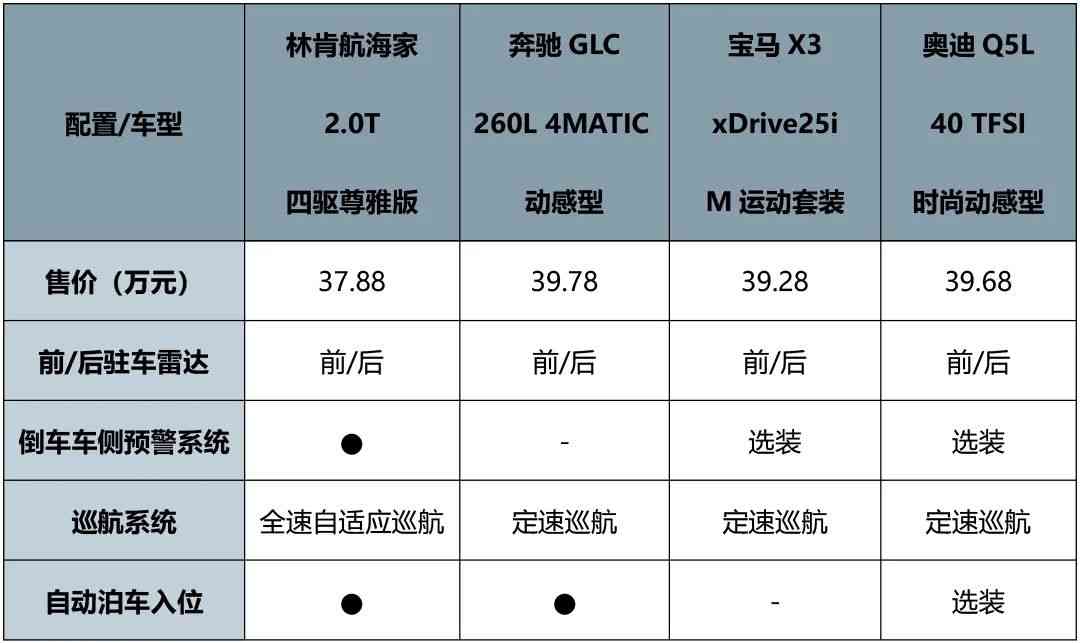 配置/车型
林肯航海家
2.0T
四驱尊雅版
奔驰 GLC
260L 4MATIC
动感型
宝马 X3
xDrive25i
M 运动套装
奥迪 Q5L
40 TFSI
时尚动感型
售价（万元） 37.88 39.78 39.28 39.68
前/后驻车雷达 前/后 前/后 前/后 前/后
倒车车侧预警系统 ● - 选装 选装
巡航系统 全速自适应巡航 定速巡航 定速巡航 定速巡航
自动泊车入位 ● ● - 选装